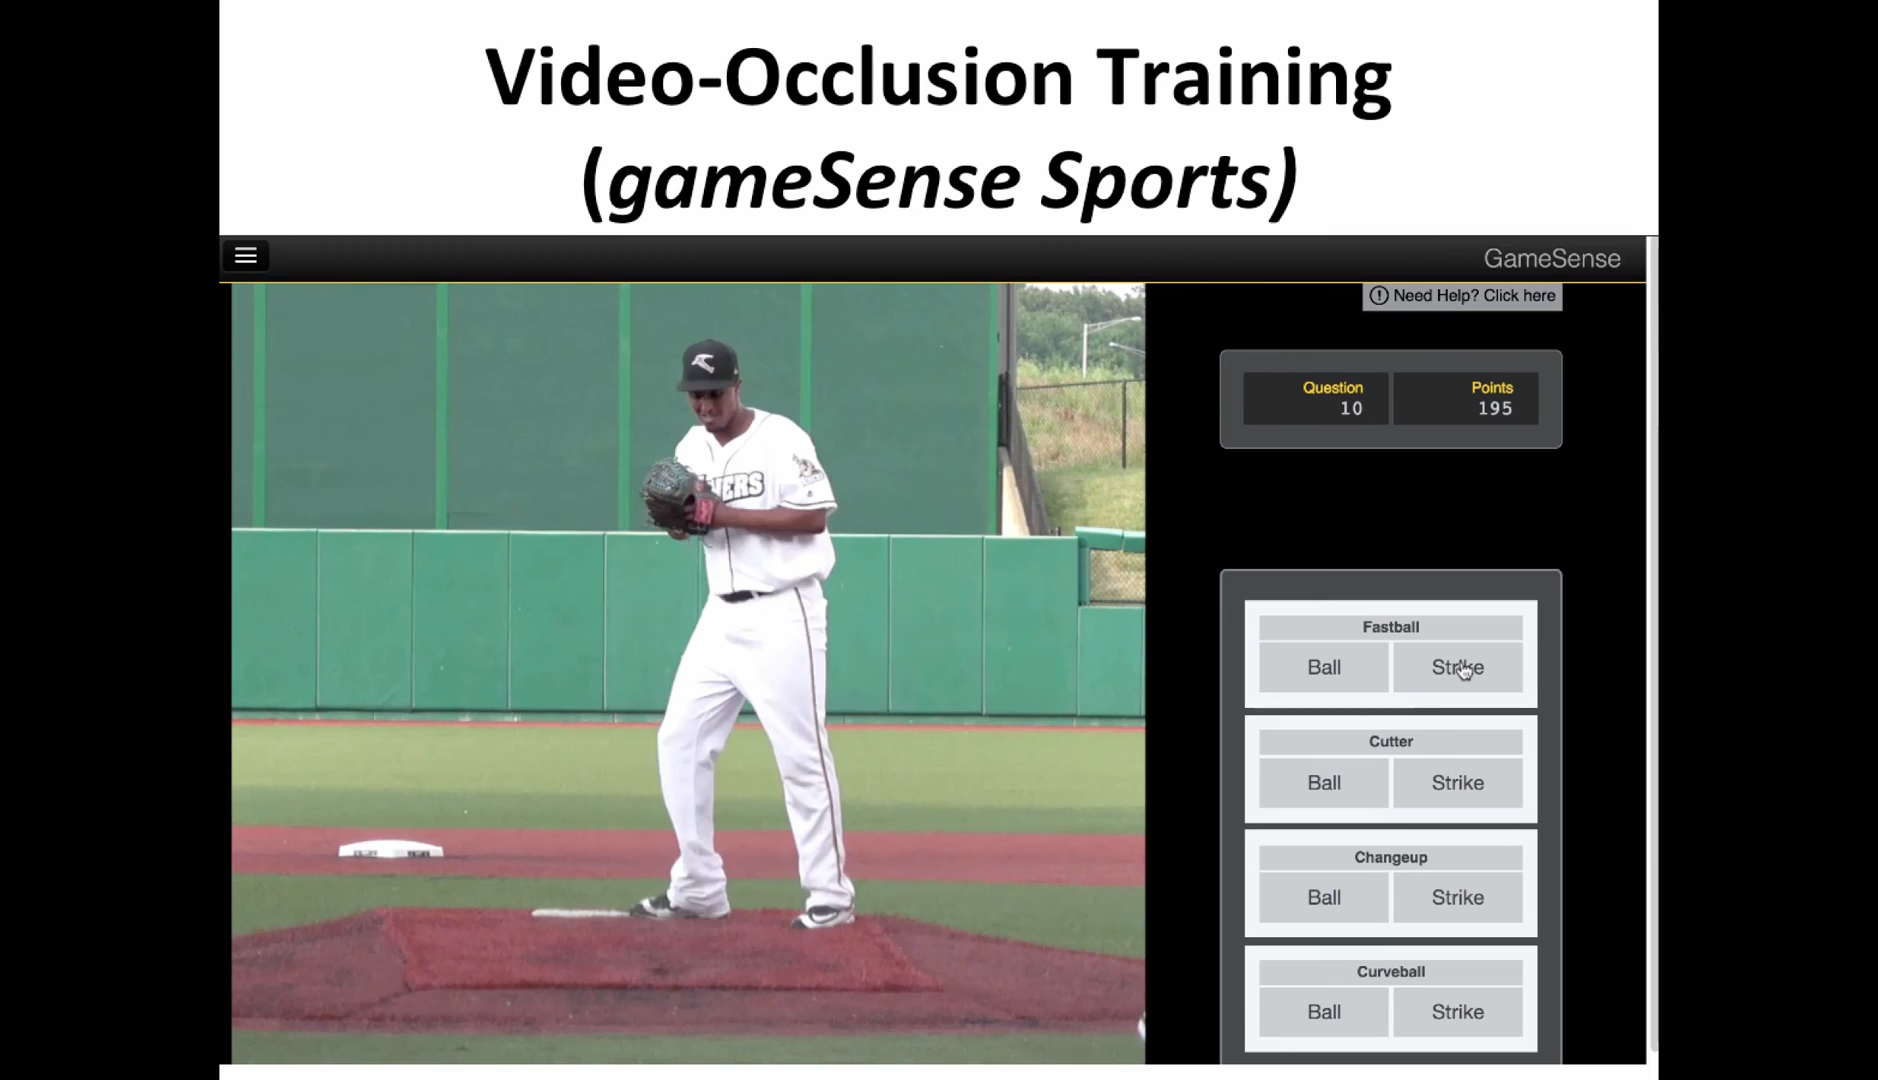 Video-Occlusion Training
(gameSense Sports)
GameSense
Need Help? Click here
Question
10
Points
195
Fastball
Ball
Strike
Cutter
Ball
Strike
Changeup
Ball
Strike
Curveball
Ball
Strike